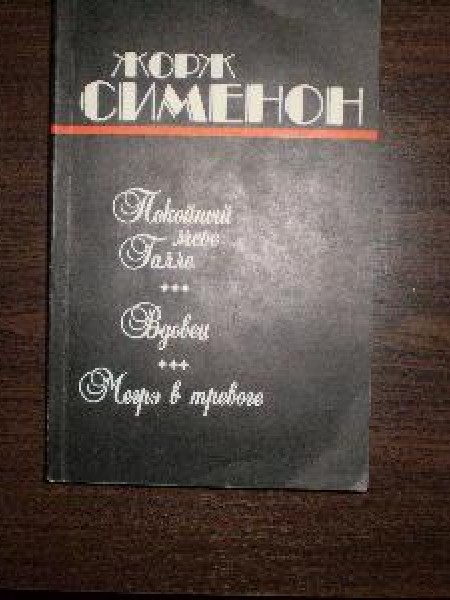 ЖОРЖ
СИМЕНОН
Покойный
месье
Галле
+++
Вдовец
+++
Мегрэ в тревоге